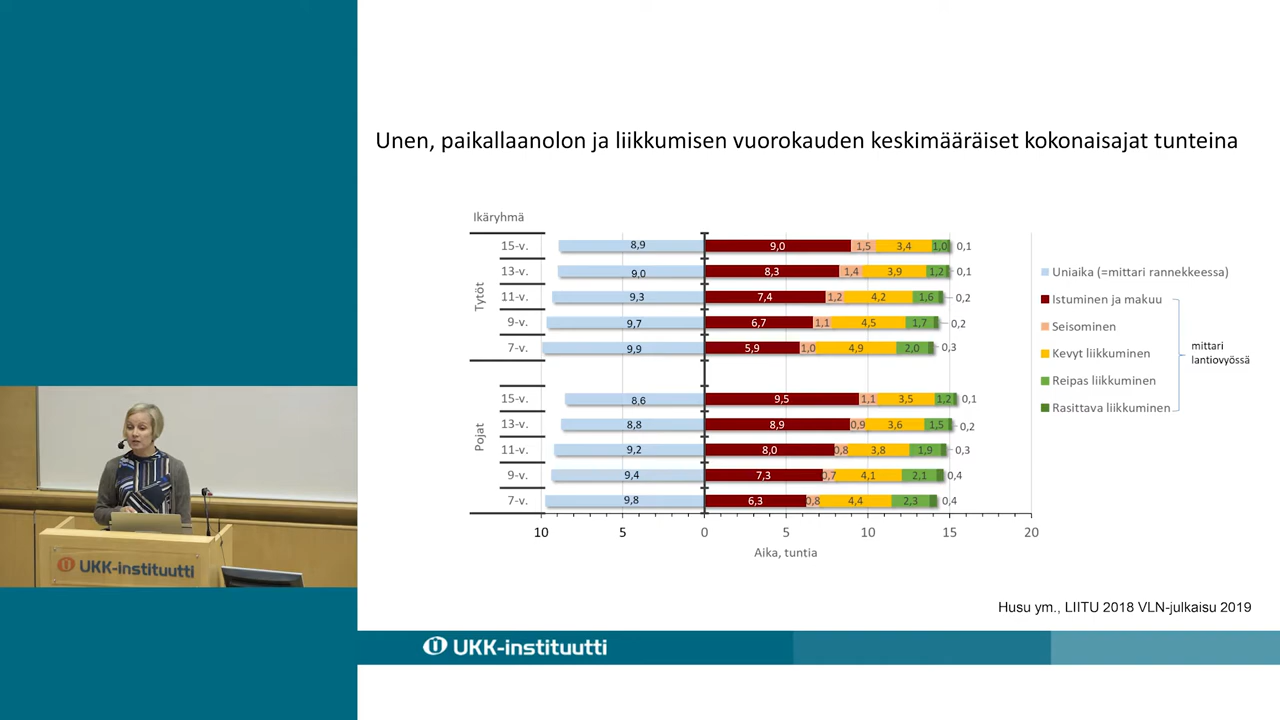 Unen, paikallaanolon ja liikkumisen vuorokauden keskimääräiset kokonaisajat tunteina
Ikäryhmä
Tytöt
15-v. 8,9 9,0 1,5 3,4 1,0 0,1
13-v. 9,0 8,3 1,4 3,9 1,2 0,1
11-v. 9,3 7,4 1,2 4,2 1,6 0,2
9-v. 9,7 6,7 1,1 4,5 1,7 0,2
7-v. 9,9 5,9 1,0 4,9 2,0 0,3
Pojat
15-v. 8,6 9,5 1,1 3,5 1,2 0,1
13-v. 8,8 8,9 0,9 3,6 1,5 0,2
11-v. 9,2 8,0 0,8 3,8 1,9 0,3
9-v. 9,4 7,3 0,7 4,1 2,1 0,4
7-v. 9,8 6,3 0,8 4,4 2,3 0,4
10 5 0 5 10 15 20
Aika, tuntia
Uniaika (=mittari rannekkeessa)
Istuminen ja makuu
Seisominen
Kevyt liikkuminen
Reipas liikkuminen
Rasittava liikkuminen
mittari
lantiovyössä
Husu ym., LIITU 2018 VLN-julkaisu 2019
UKK-instituutti
UKK-instituutti